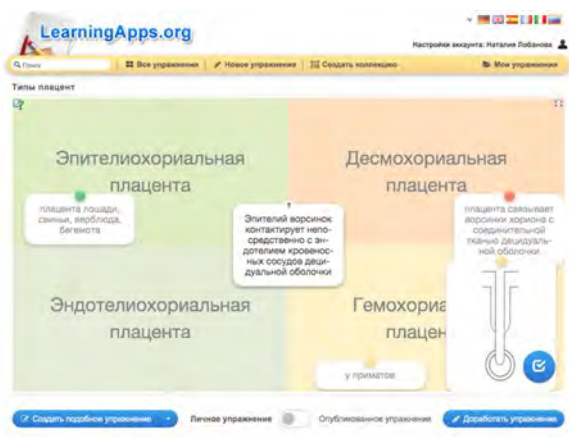 LearningApps.org
Настройки аккаунта: Наталия Лобанова
Поиск
Все упражнения
Новое упражнение
Создать коллекцию
Мои упражнения
Типы плацент
Эпителиохориальная
плацента
Десмохориальная
плацента
плацента лошади,
свиньи, верблюда,
бегемота
?
Эпителий ворсинок
контактирует непо-
средственно с эн-
дотелием кровенос-
ных сосудов деци-
дуальной оболочки
плацента связывает
ворсинки хориона с
соединительной
тканью децидуаль-
ной оболочки
Эндотелиохориальная
плацента
Гемохориа
плацен
у приматов
Создать подобное упражнение
Личное упражнение
Опубликованное упражнение
Доработать упражнение